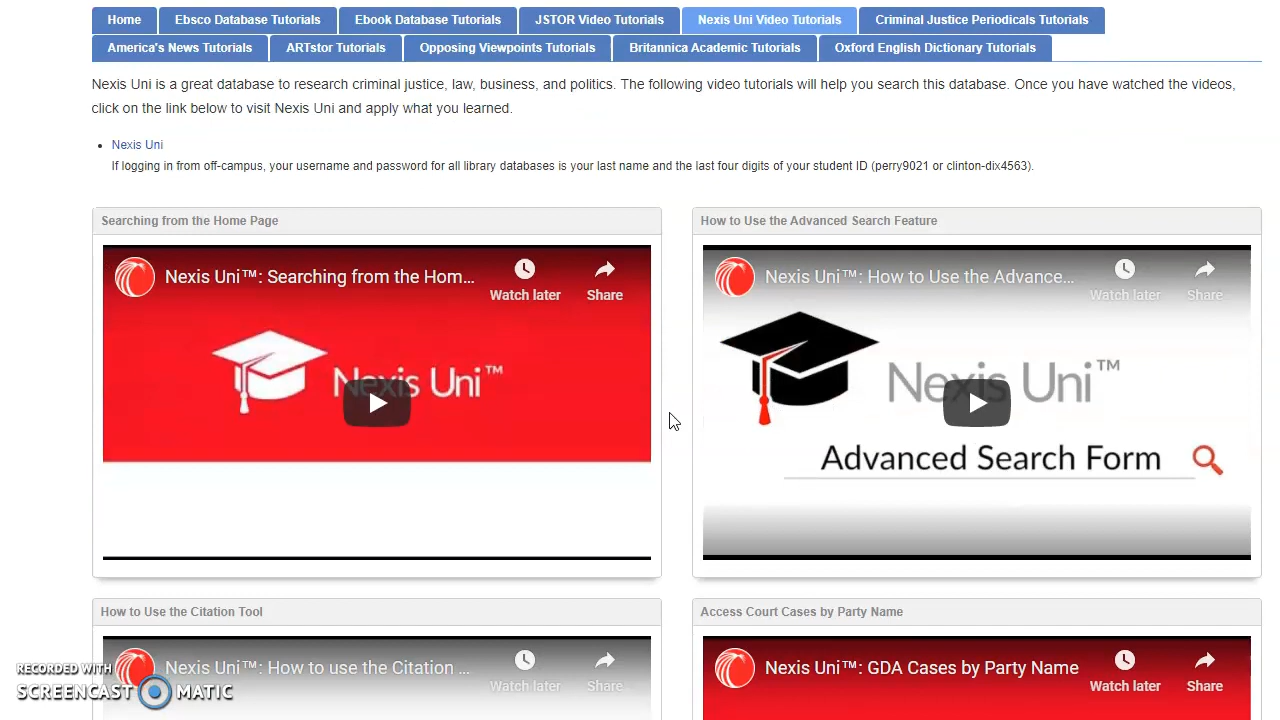 Home
Ebsco Database Tutorials
Ebook Database Tutorials
JSTOR Video Tutorials
Nexis Uni Video Tutorials
Criminal Justice Periodicals Tutorials
America's News Tutorials
ARTstor Tutorials
Opposing Viewpoints Tutorials
Britannica Academic Tutorials
Oxford English Dictionary Tutorials
Nexis Uni is a great database to research criminal justice, law, business, and politics. The following video tutorials will help you search this database. Once you have watched the videos,
click on the link below to visit Nexis Uni and apply what you learned.
Nexis Uni
If logging in from off-campus, your username and password for all library databases is your last name and the last four digits of your student ID (perry9021 or clinton-dix4563).
Searching from the Home Page
Nexis Uni™: Searching from the Hom...
Watch later
Share
Nexis Uni™
How to Use the Advanced Search Feature
Nexis Uni™: How to Use the Advance...
Watch later
Share
Nexis Uni™
Advanced Search Form
How to Use the Citation Tool
Nexis Uni™: How to use the Citation ...
Watch later
Share
Access Court Cases by Party Name
Nexis Uni™: GDA Cases by Party Name
Watch later
Share
RECORDED WITH
SCREENCAST MATIC